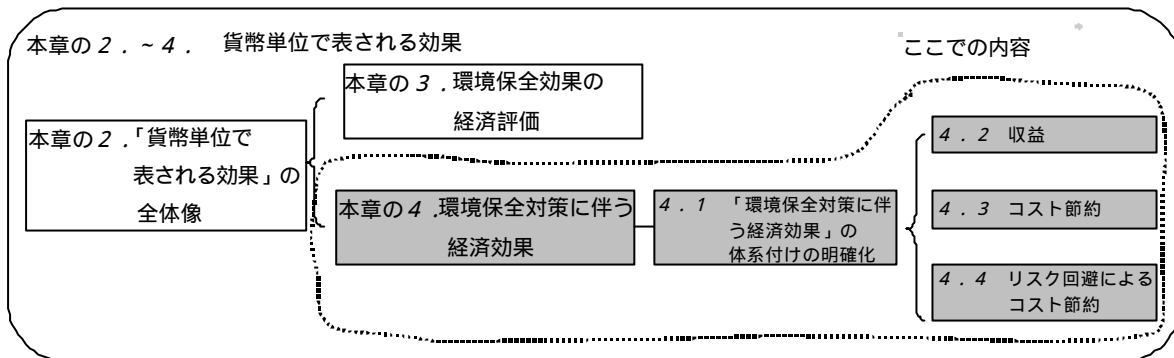 本章の2.~4. 貨幣単位で表される効果
ここでの内容
本章の2.「貨幣単位で
表される効果」の
全体像
本章の3.環境保全効果の
経済評価
本章の4.環境保全対策に伴う
経済効果
4.1 「環境保全対策に伴
う経済効果」の
体系付けの明確化
4.2 収益
4.3 コスト節約
4.4 リスク回避による
コスト節約